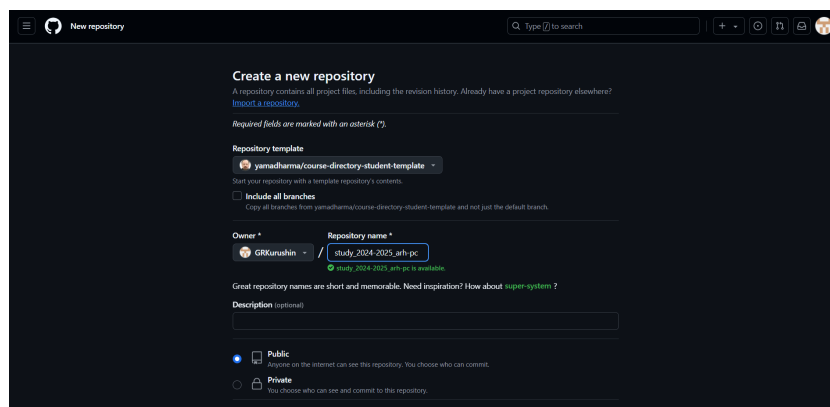 New repository
Type / to search
Create a new repository
A repository contains all project files, including the revision history. Already have a project repository elsewhere?
Import a repository.
Required fields are marked with an asterisk (*).
Repository template
yamadharma/course-directory-student-template
Start your repository with a template repository's contents.
Include all branches
Copy all branches from yamadharma/course-directory-student-template and not just the default branch.
Owner * Repository name *
GRKurushin / study_2024-2025_arh-pc
study_2024-2025_arh-pc is available.
Great repository names are short and memorable. Need inspiration? How about super-system ?
Description (optional)
Public
Anyone on the internet can see this repository. You choose who can commit.
Private
You choose who can see and commit to this repository.